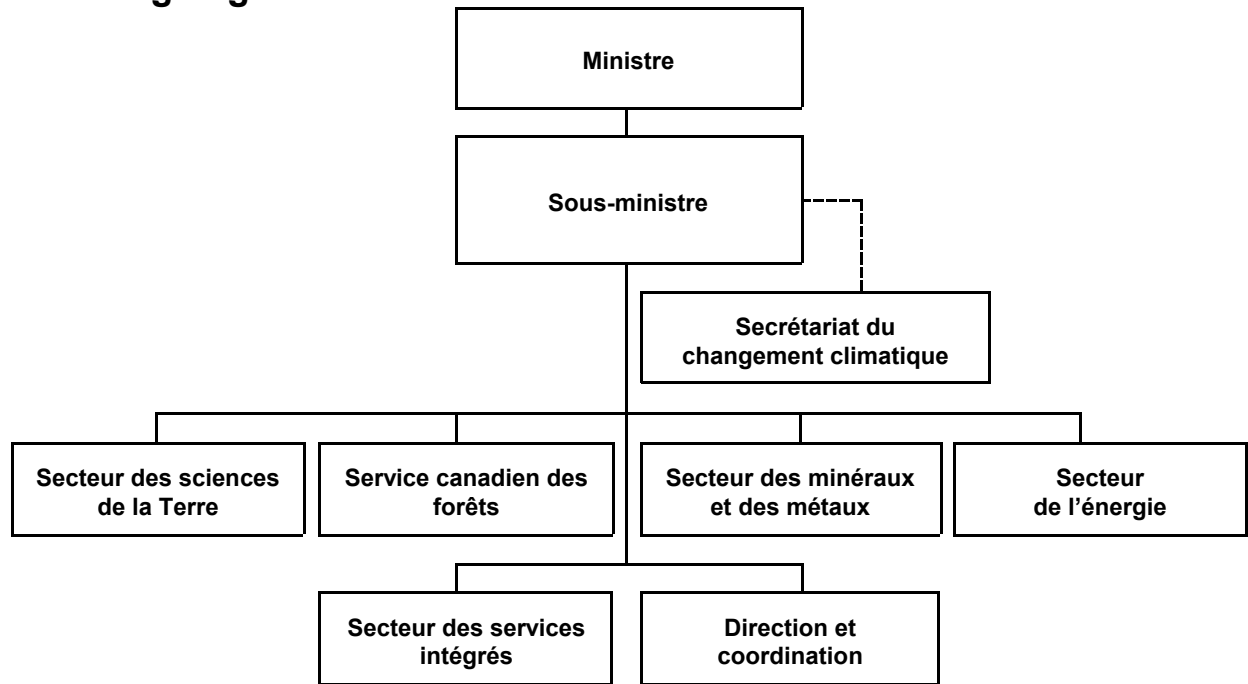 Ministre
Sous-ministre
Secrétariat du
changement climatique
Secteur des sciences
de la Terre
Service canadien des
forêts
Secteur des minéraux
et des métaux
Secteur
de l’énergie
Secteur des services
intégrés
Direction et
coordination